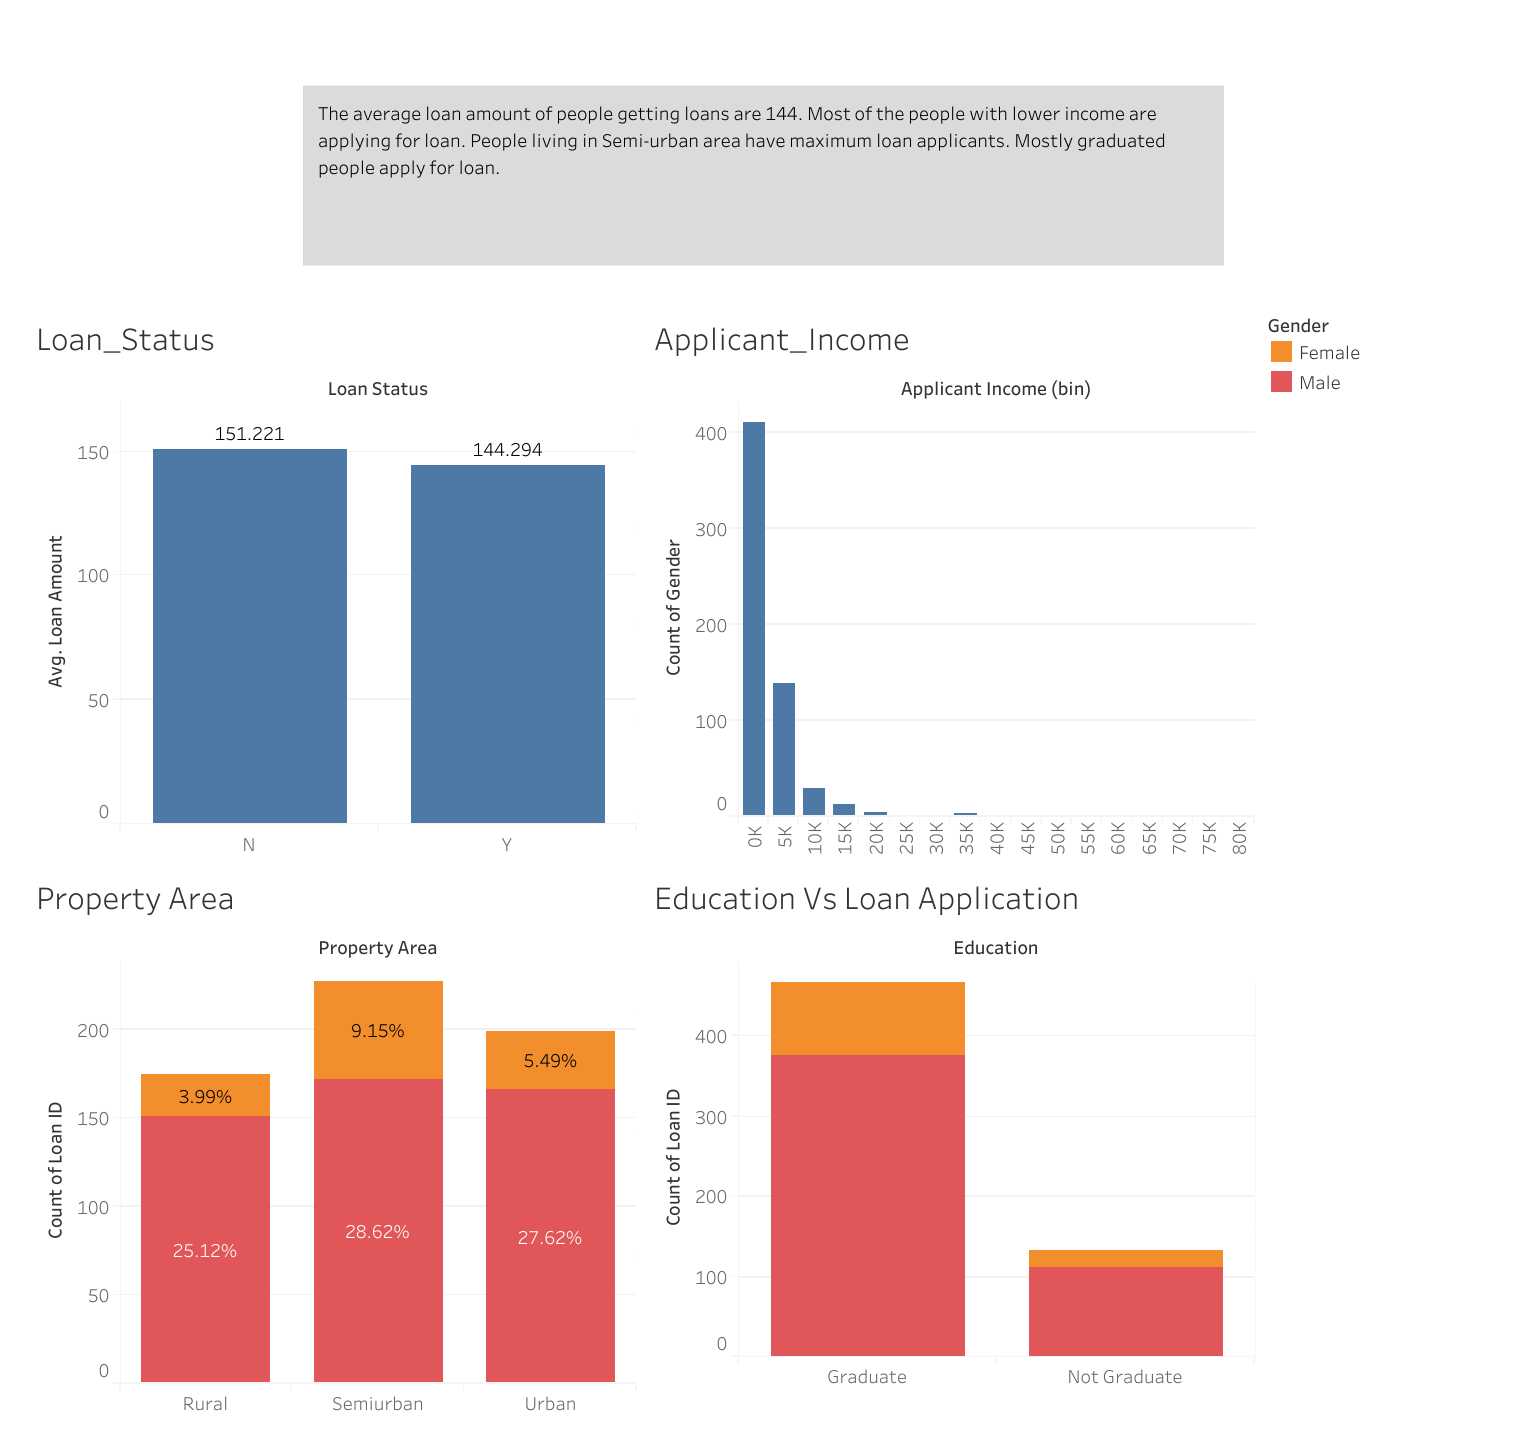 The average loan amount of people getting loans are 144. Most of the people with lower income are
applying for loan. People living in Semi-urban area have maximum loan applicants. Mostly graduated
people apply for loan.
Loan_Status
Loan Status
Avg. Loan Amount
150
100
50
0
151.221
144.294
N
Y
Applicant_Income
Applicant Income (bin)
Count of Gender
400
300
200
100
0
0K
5K
10K
15K
20K
25K
30K
35K
40K
45K
50K
55K
60K
65K
70K
75K
80K
Gender
Female
Male
Property Area
Property Area
Count of Loan ID
200
150
100
50
0
3.99%
25.12%
9.15%
28.62%
5.49%
27.62%
Rural
Semiurban
Urban
Education Vs Loan Application
Education
Count of Loan ID
400
300
200
100
0
Graduate
Not Graduate